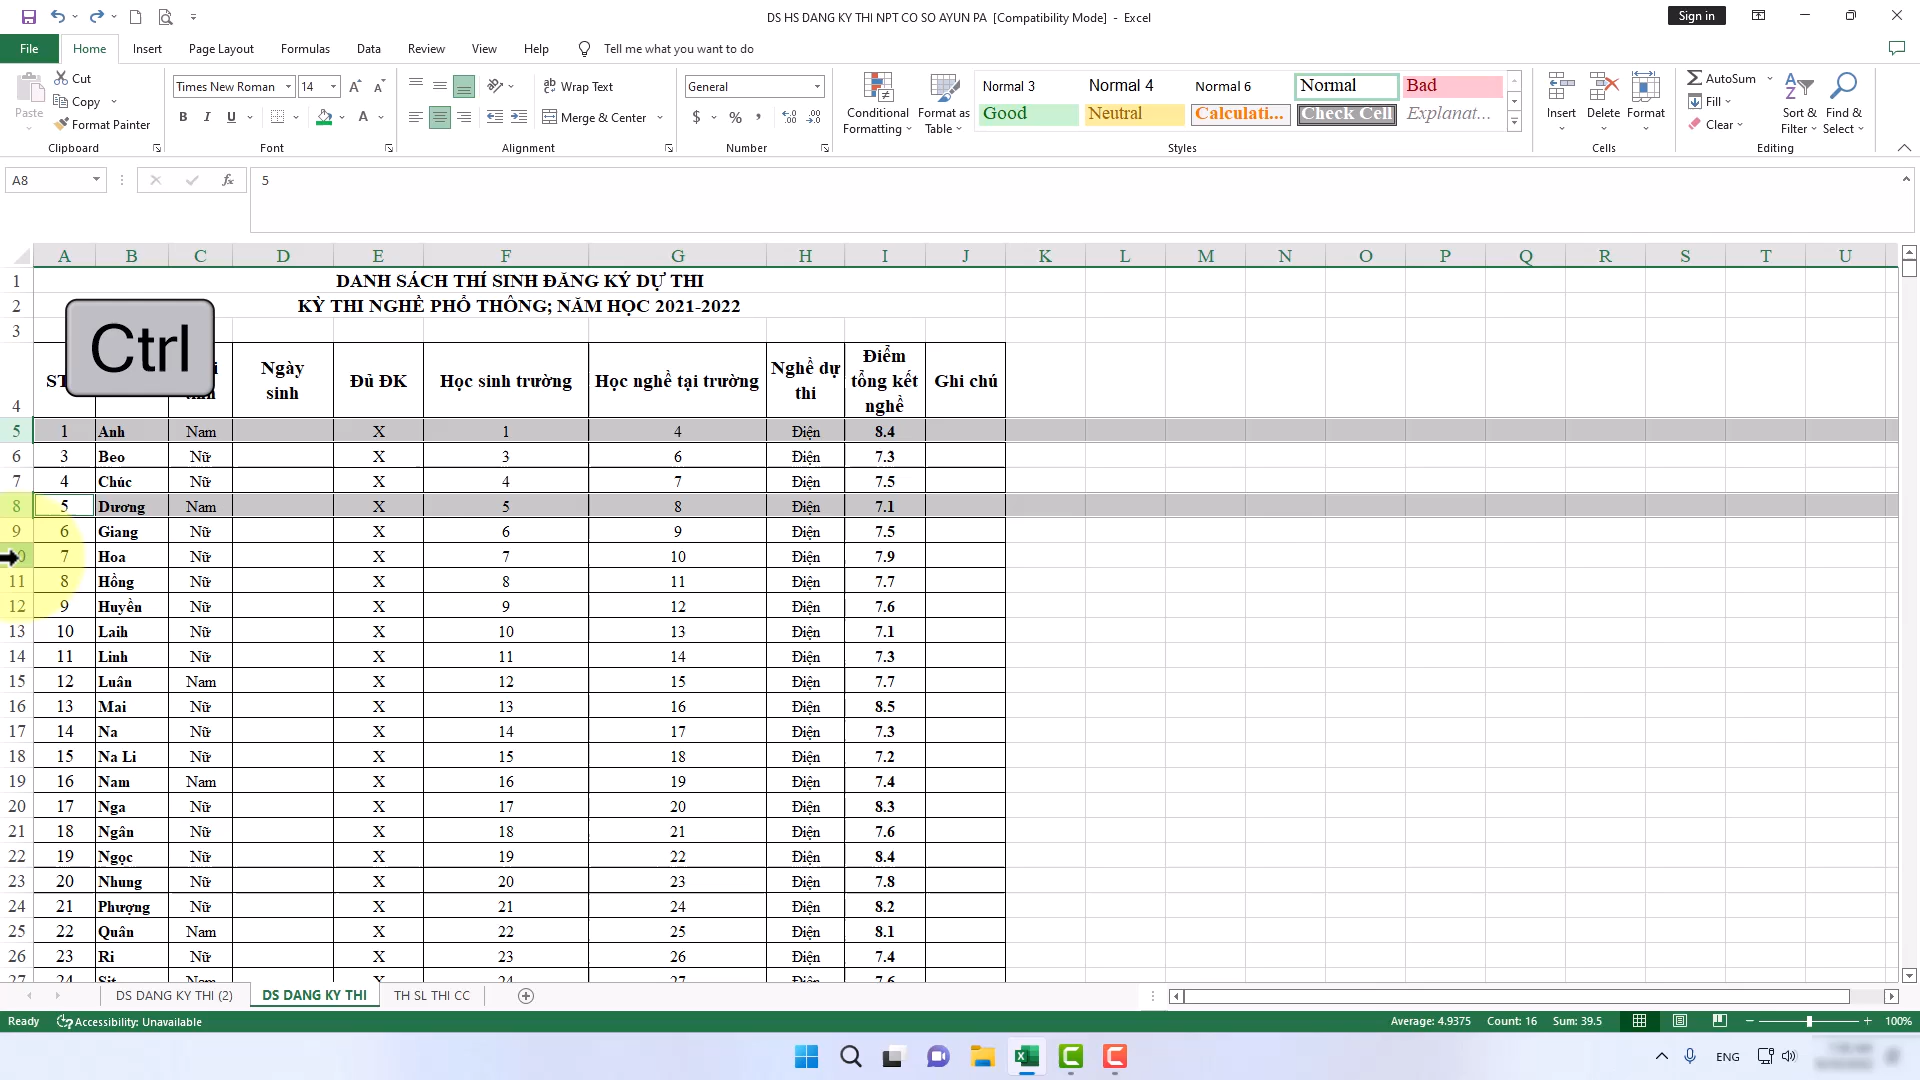 DS HS DANG KY THI NPT CO SO AYUN PA [Compatibility Mode] - Excel
Sign in
File Home Insert Page Layout Formulas Data Review View Help Tell me what you want to do
Paste Cut Copy Format Painter Clipboard
Times New Roman 14 B I U Font
Wrap Text Merge & Center Alignment
General $ % Number
Conditional Formatting Format as Table
Normal 3 Normal 4 Normal 6 Normal Bad
Good Neutral Calculati... Check Cell Explanat...
Styles
Insert Delete Format Cells
AutoSum Fill Clear Sort & Filter Find & Select Editing
A8 fx 5
A B C D E F G H I J K L M N O P Q R S T U
1 DANH SÁCH THÍ SINH ĐĂNG KÝ DỰ THI
2 KỲ THI NGHỀ PHỔ THÔNG; NĂM HỌC 2021-2022
3
Ctrl
4 Ngày sinh Đủ ĐK Học sinh trường Học nghề tại trường Nghề dự thi Điểm tổng kết nghề Ghi chú
5 1 Anh Nam X 1 4 Điện 8.4
6 3 Beo Nữ X 3 6 Điện 7.3
7 4 Chúc Nữ X 4 7 Điện 7.5
8 5 Dương Nam X 5 8 Điện 7.1
9 6 Giang Nữ X 6 9 Điện 7.5
7 Hoa Nữ X 7 10 Điện 7.9
11 8 Hồng Nữ X 8 11 Điện 7.7
12 9 Huyền Nữ X 9 12 Điện 7.6
13 10 Laih Nữ X 10 13 Điện 7.1
14 11 Linh Nữ X 11 14 Điện 7.3
15 12 Luân Nam X 12 15 Điện 7.7
16 13 Mai Nữ X 13 16 Điện 8.5
17 14 Na Nữ X 14 17 Điện 7.3
18 15 Na Li Nữ X 15 18 Điện 7.2
19 16 Nam Nam X 16 19 Điện 7.4
20 17 Nga Nữ X 17 20 Điện 8.3
21 18 Ngân Nữ X 18 21 Điện 7.6
22 19 Ngọc Nữ X 19 22 Điện 8.4
23 20 Nhung Nữ X 20 23 Điện 7.8
24 21 Phượng Nữ X 21 24 Điện 8.2
25 22 Quân Nam X 22 25 Điện 8.1
26 23 Ri Nữ X 23 26 Điện 7.4
27 24 Sit Nam X 24 27 Điện 7.6
DS DANG KY THI (2) DS DANG KY THI TH SL THI CC
Ready Accessibility: Unavailable Average: 4.9375 Count: 16 Sum: 39.5 100%
ENG